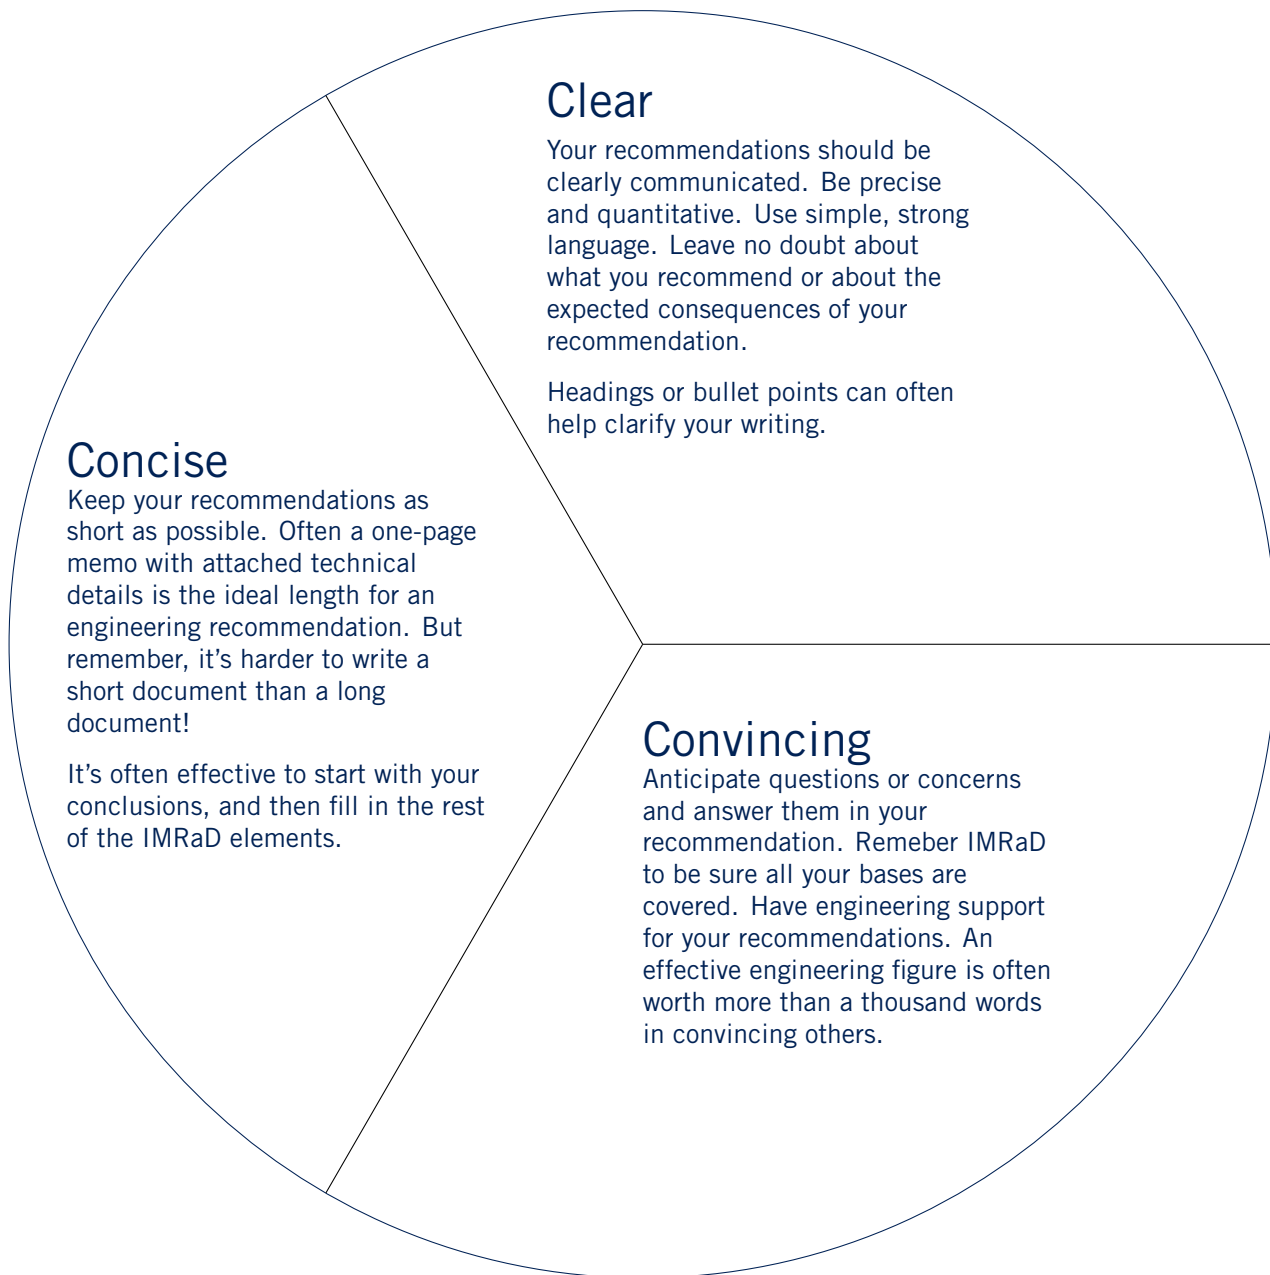 Clear
Your recommendations should be
clearly communicated. Be precise
and quantitative. Use simple, strong
language. Leave no doubt about
what you recommend or about the
expected consequences of your
recommendation.
Headings or bullet points can often
help clarify your writing.
Concise
Keep your recommendations as
short as possible. Often a one-page
memo with attached technical
details is the ideal length for an
engineering recommendation. But
remember, it's harder to write a
short document than a long
document!
It's often effective to start with your
conclusions, and then fill in the rest
of the IMRaD elements.
Convincing
Anticipate questions or concerns
and answer them in your
recommendation. Remeber IMRaD
to be sure all your bases are
covered. Have engineering support
for your recommendations. An
effective engineering figure is often
worth more than a thousand words
in convincing others.